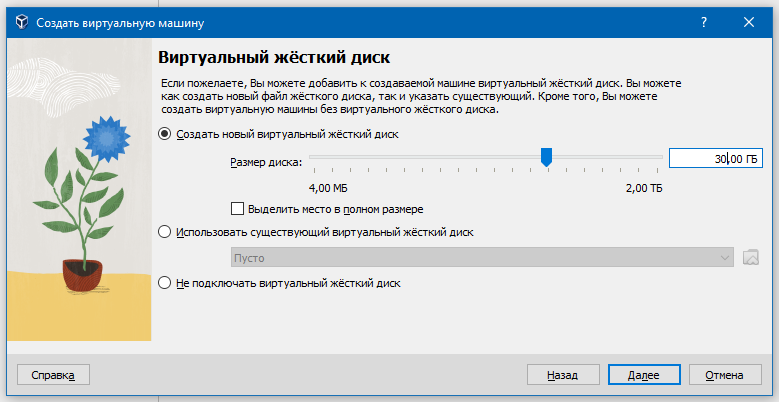 Создать виртуальную машину
Виртуальный жёсткий диск
Если пожелаете, Вы можете добавить к создаваемой машине виртуальный жёсткий диск. Вы можете
как создать новый файл жёсткого диска, так и указать существующий. Кроме того, Вы можете
создать виртуальную машины без виртуального жёсткого диска.
Создать новый виртуальный жёсткий диск
Размер диска:
30,00 ГБ
4,00 МБ
2,00 ТБ
Выделить место в полном размере
Использовать существующий виртуальный жёсткий диск
Пусто
Не подключать виртуальный жёсткий диск
Справка
Назад
Далее
Отмена